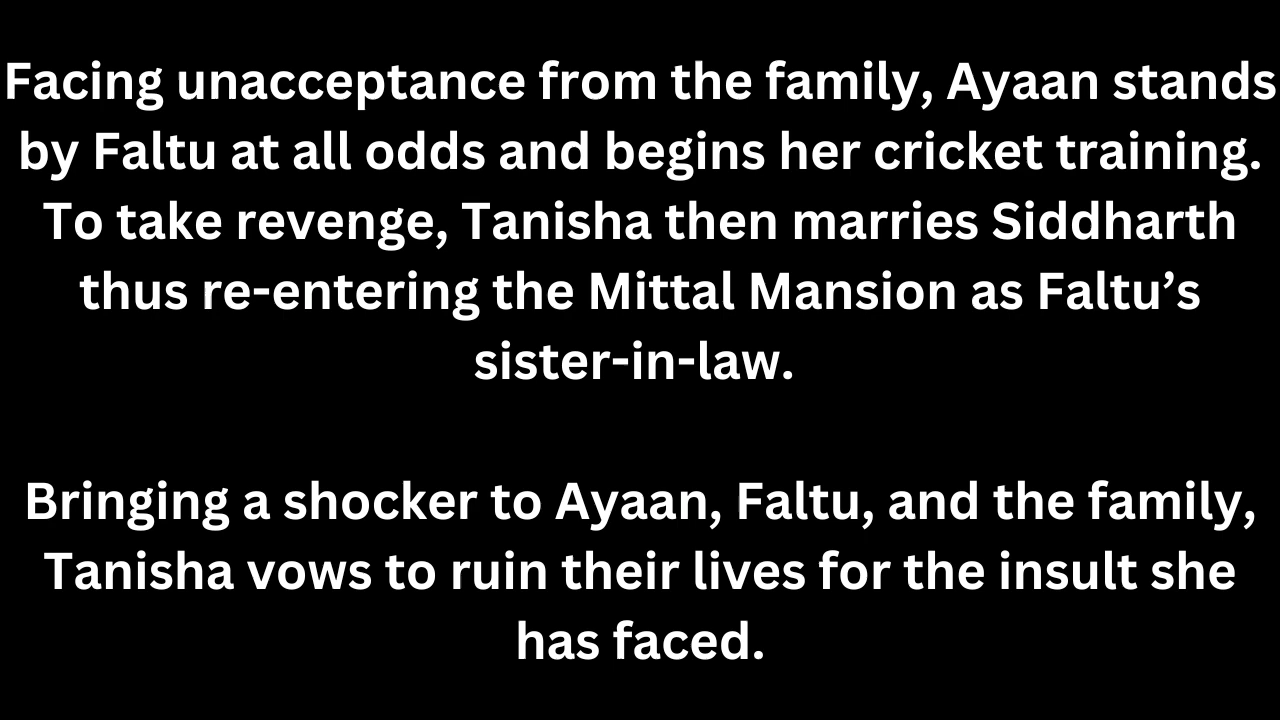 Facing unacceptance from the family, Ayaan stands
by Faltu at all odds and begins her cricket training.
To take revenge, Tanisha then marries Siddharth
thus re-entering the Mittal Mansion as Faltu’s
sister-in-law.
Bringing a shocker to Ayaan, Faltu, and the family,
Tanisha vows to ruin their lives for the insult she
has faced.